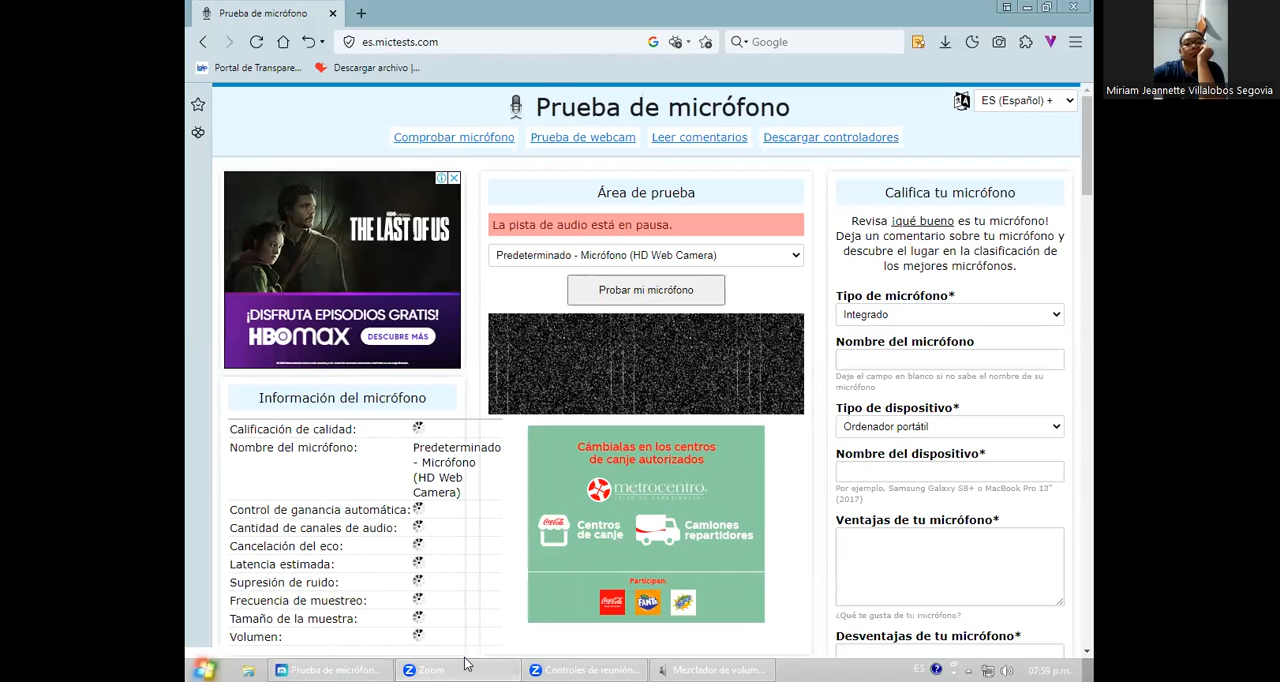 Prueba de micrófono
es.mictests.com
Google
Portal de Transpare...
Descargar archivo |...
Prueba de micrófono
ES (Español) +
Comprobar micrófono
Prueba de webcam
Leer comentarios
Descargar controladores
THE LAST OF US
¡DISFRUTA EPISODIOS GRATIS!
HBOMAX
DESCUBRE MÁS
Información del micrófono
Calificación de calidad:
Nombre del micrófono:
Predeterminado
- Micrófono
(HD Web
Camera)
Control de ganancia automática:
Cantidad de canales de audio:
Cancelación del eco:
Latencia estimada:
Supresión de ruido:
Frecuencia de muestreo:
Tamaño de la muestra:
Volumen:
Área de prueba
La pista de audio está en pausa.
Predeterminado - Micrófono (HD Web Camera)
Probar mi micrófono
Cámbialas en los centros
de canje autorizados
metrocentro
Centros
de canje
Camiones
repartidores
Participan:
Coca-Cola
FANTA
Califica tu micrófono
Revisa ¡qué bueno es tu micrófono!
Deja un comentario sobre tu micrófono y
descubre el lugar en la clasificación de
los mejores micrófonos.
Tipo de micrófono*
Integrado
Nombre del micrófono
Deje el campo en blanco si no sabe el nombre de su
micrófono
Tipo de dispositivo*
Ordenador portátil
Nombre del dispositivo*
Por ejemplo, Samsung Galaxy S8+ o MacBook Pro 13"
(2017)
Ventajas de tu micrófono*
¿Qué te gusta de tu micrófono?
Desventajas de tu micrófono*
Prueba de micrófon...
Zoom
Controles de reunión...
Mezclador de volum...
ES
07:59 p.m.
Miriam Jeannette Villalobos Segovia